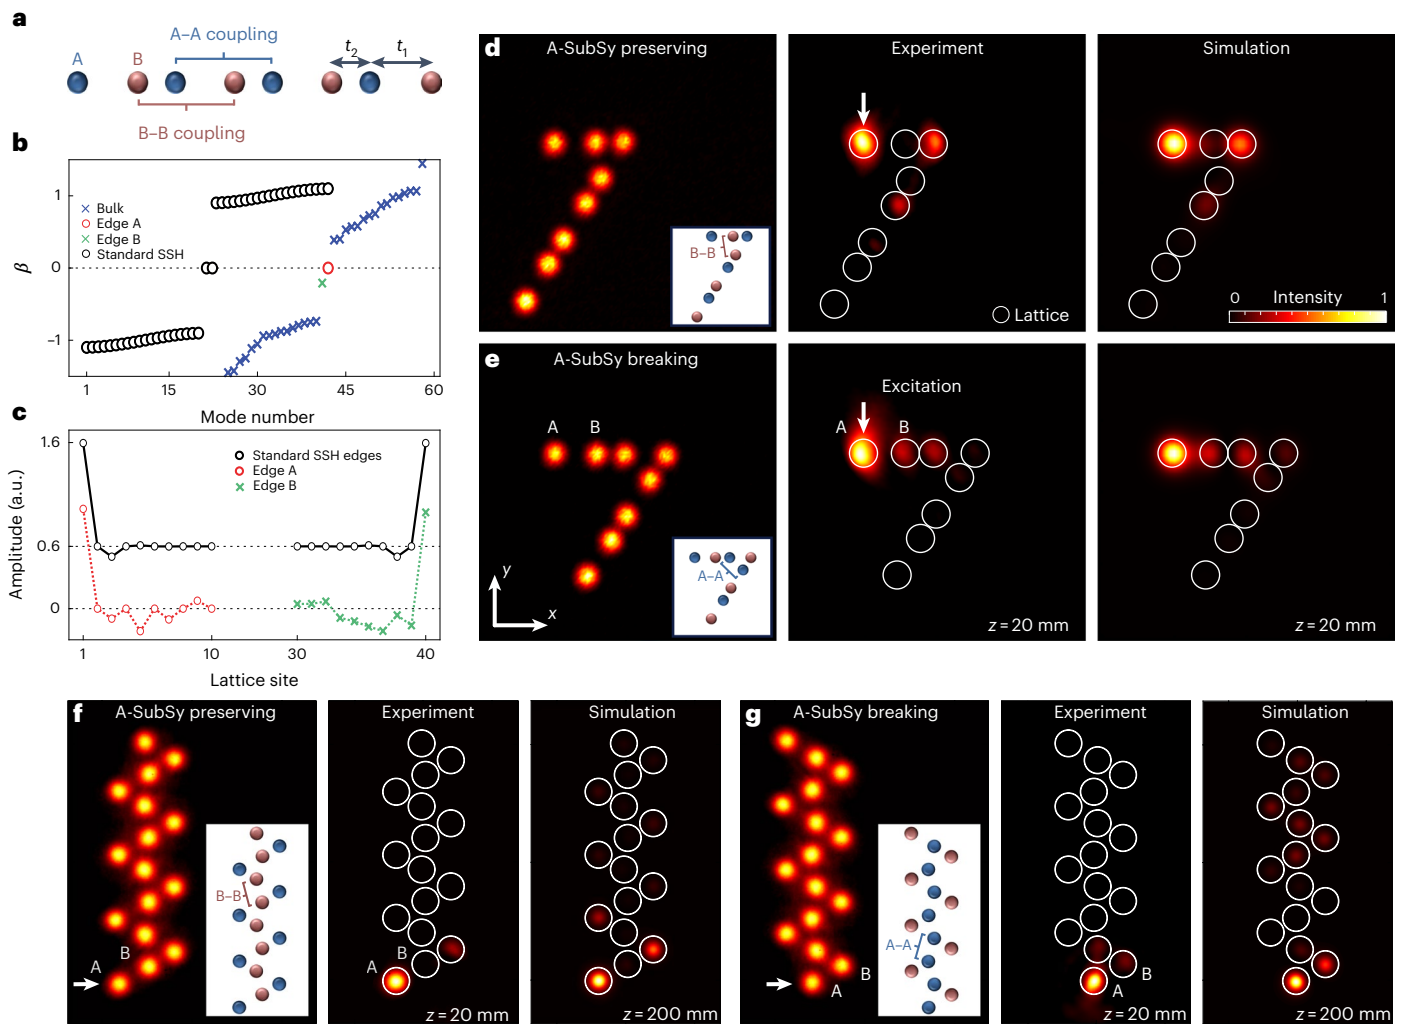 a
A–A coupling
A
B
t2
t1
B–B coupling
b
1
0
−1
β
Bulk
Edge A
Edge B
Standard SSH
1
15
30
45
60
Mode number
c
1.6
0.6
0
Amplitude (a.u.)
Standard SSH edges
Edge A
Edge B
1
10
30
40
Lattice site
d
A-SubSy preserving
B–B
Experiment
Lattice
Simulation
0 Intensity 1
e
A-SubSy breaking
A B
A–A
y
x
Excitation
A B
z = 20 mm
z = 20 mm
f
A-SubSy preserving
B–B
B
A
Experiment
B
A
z = 20 mm
Simulation
z = 200 mm
g
A-SubSy breaking
A–A
B
A
Experiment
B
A
z = 20 mm
Simulation
z = 200 mm